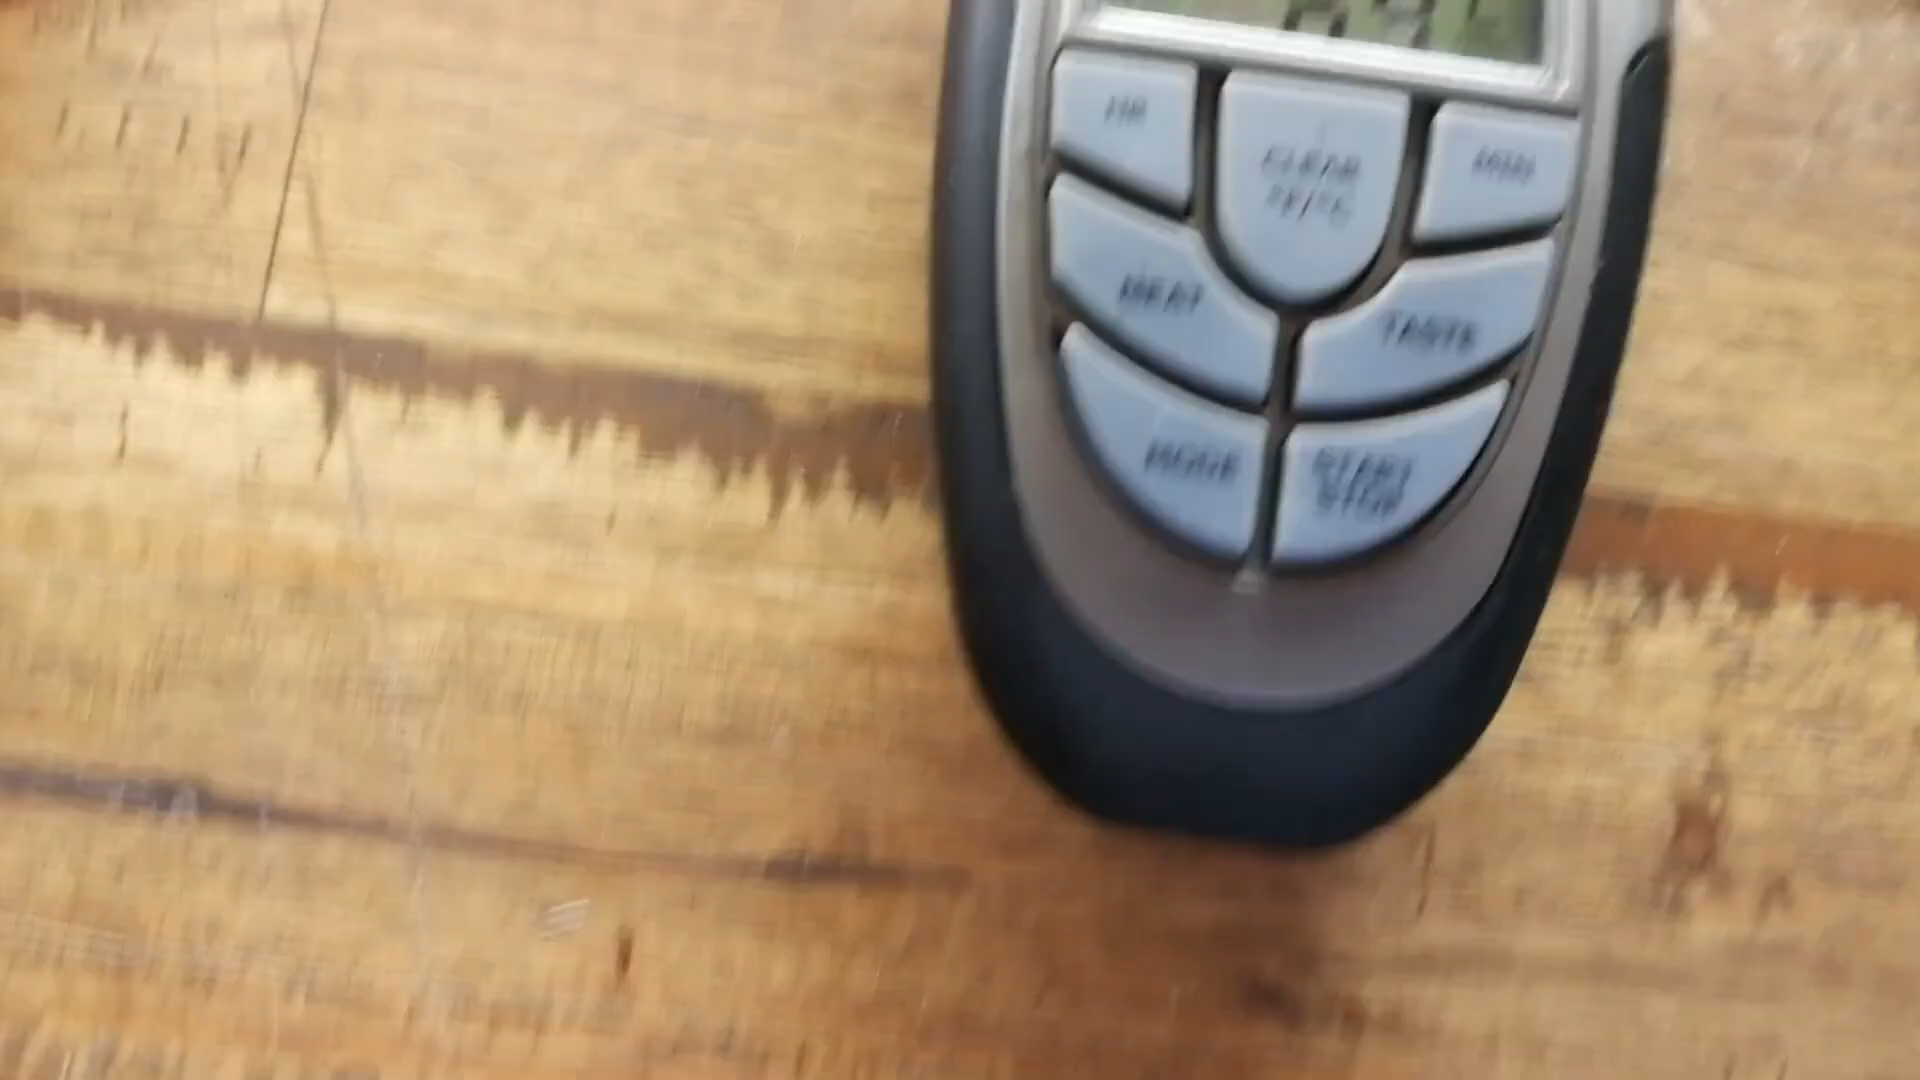 HR
CLEAR
°F/°C
MIN
MEAT
TASTE
MODE
START
STOP